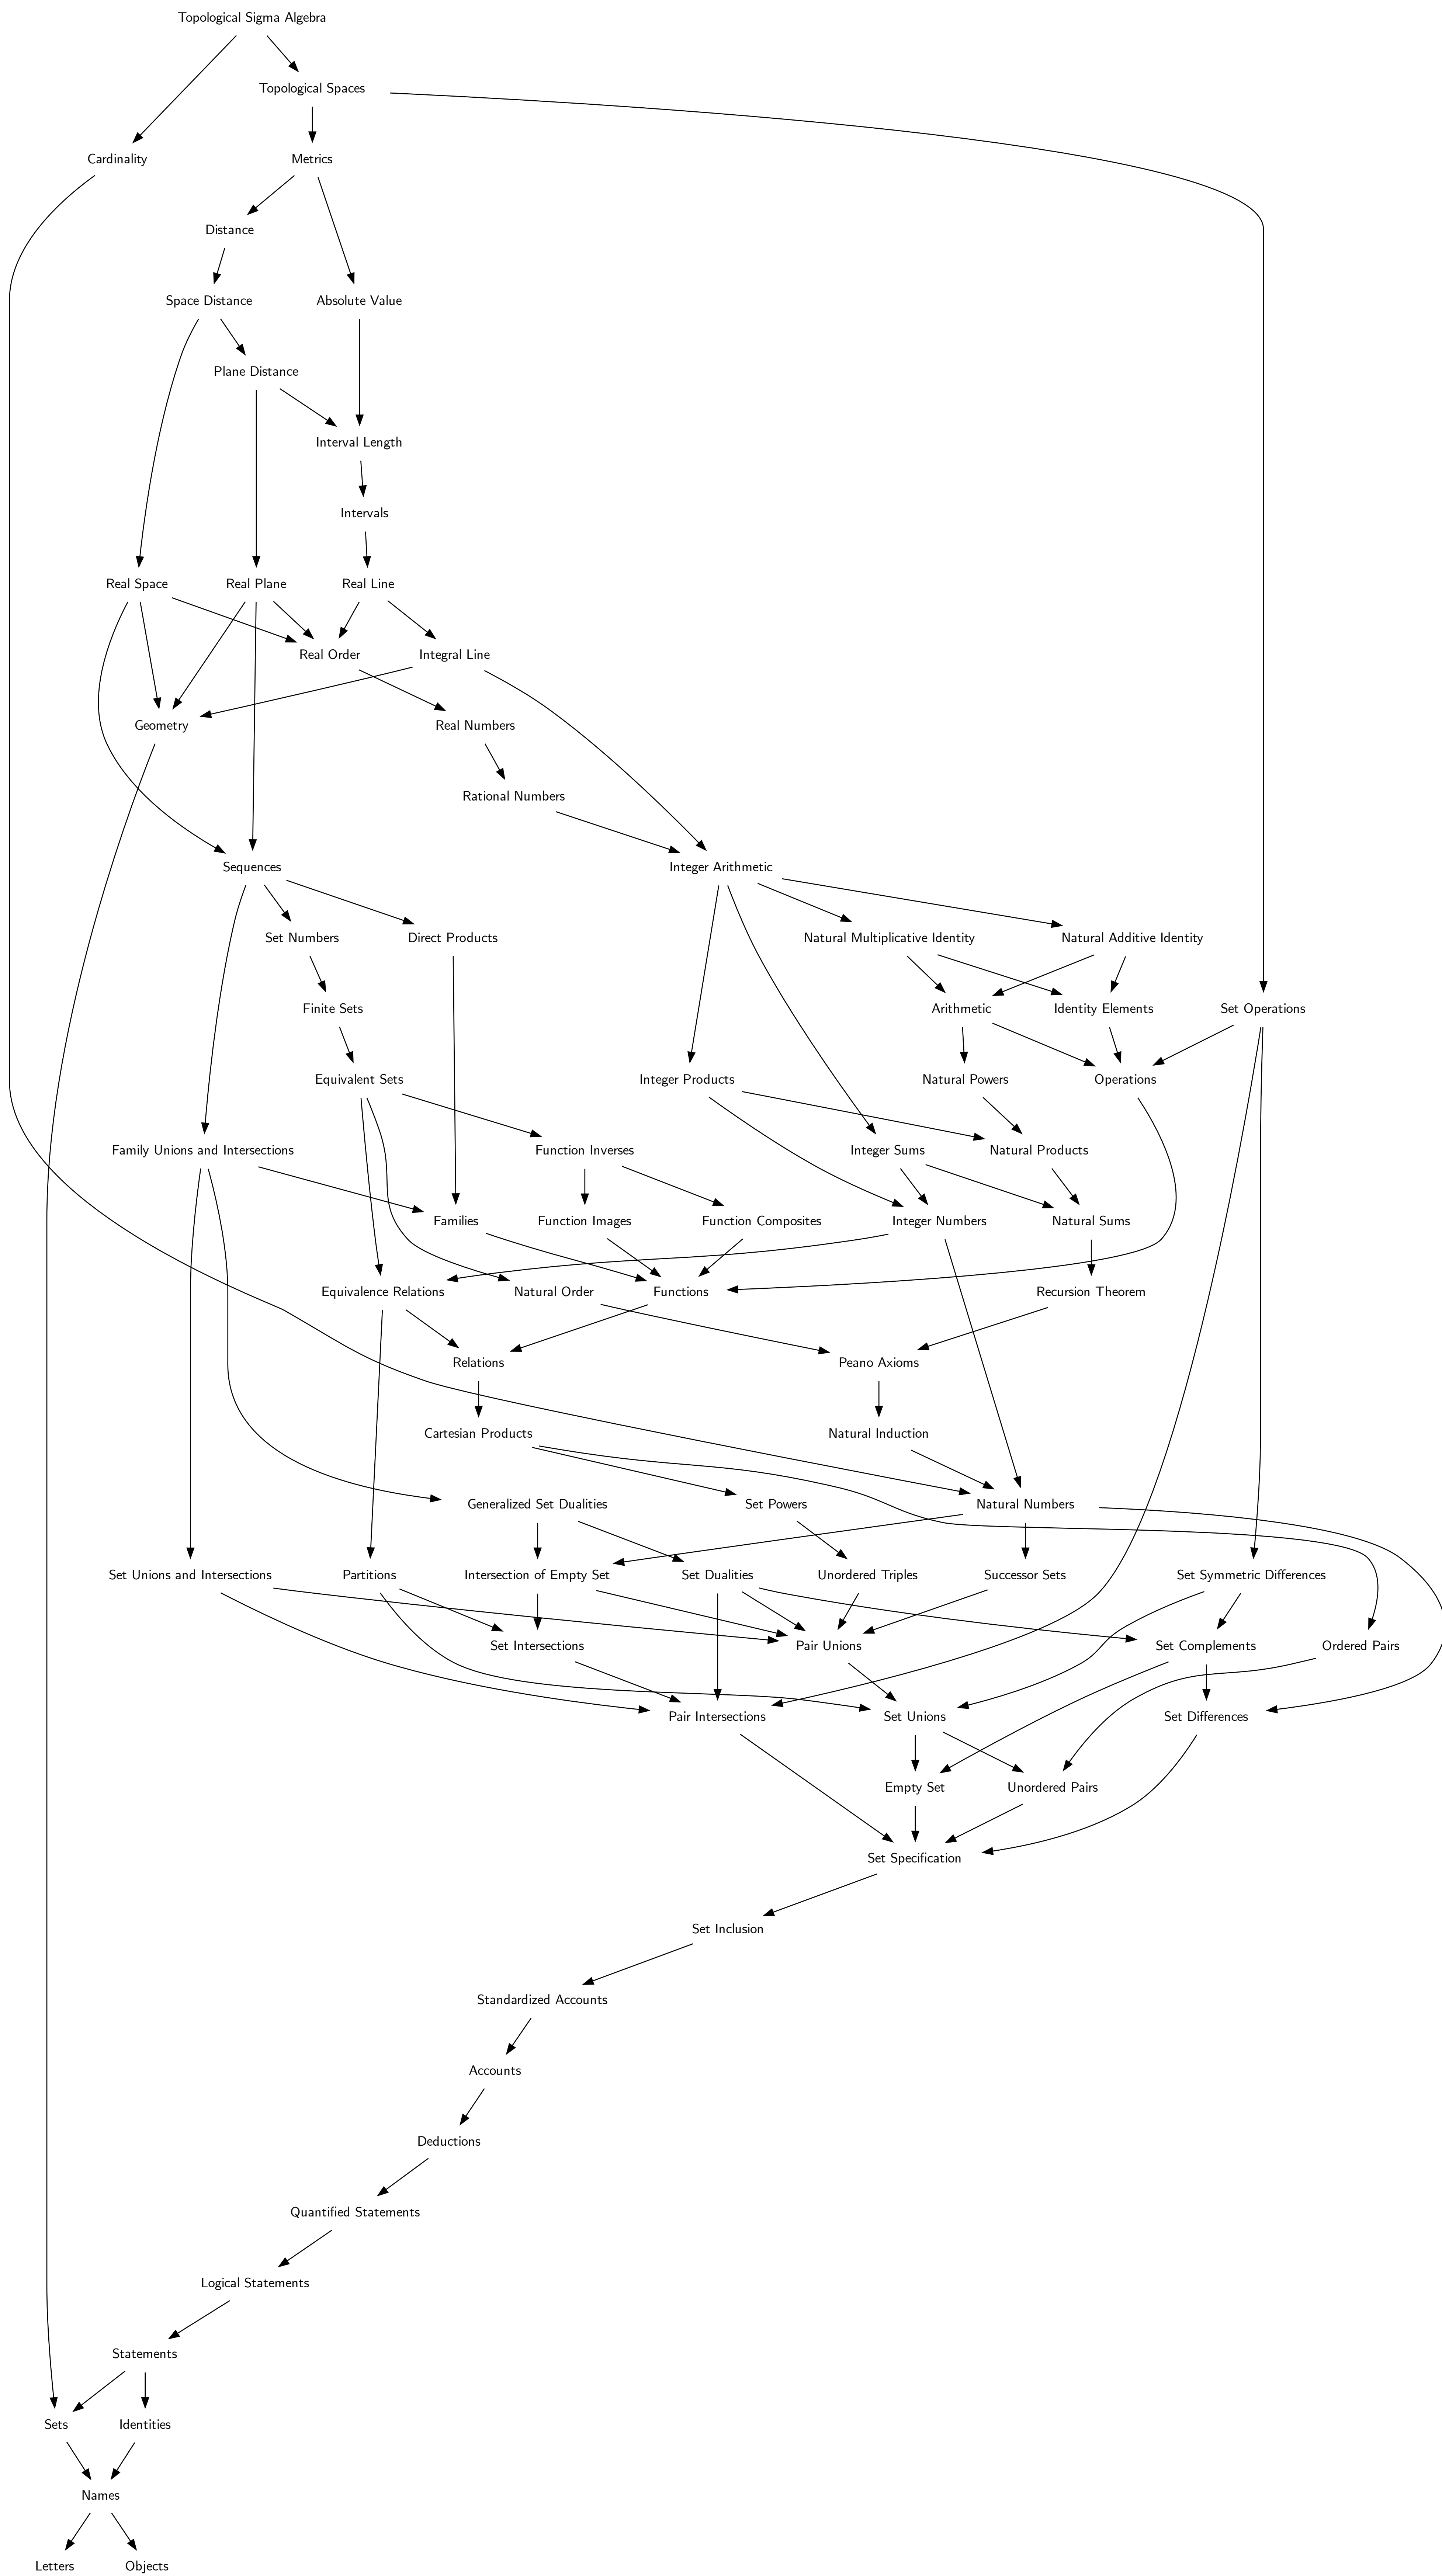 Topological Sigma Algebra
Topological Spaces
Cardinality
Metrics
Distance
Space Distance
Absolute Value
Plane Distance
Interval Length
Intervals
Real Space
Real Plane
Real Line
Real Order
Integral Line
Geometry
Real Numbers
Rational Numbers
Sequences
Integer Arithmetic
Set Numbers
Direct Products
Natural Multiplicative Identity
Natural Additive Identity
Finite Sets
Arithmetic
Identity Elements
Set Operations
Equivalent Sets
Integer Products
Natural Powers
Operations
Family Unions and Intersections
Function Inverses
Integer Sums
Natural Products
Families
Function Images
Function Composites
Integer Numbers
Natural Sums
Equivalence Relations
Natural Order
Functions
Recursion Theorem
Relations
Peano Axioms
Cartesian Products
Natural Induction
Generalized Set Dualities
Set Powers
Natural Numbers
Set Unions and Intersections
Partitions
Intersection of Empty Set
Set Dualities
Unordered Triples
Successor Sets
Set Symmetric Differences
Set Intersections
Pair Unions
Set Complements
Ordered Pairs
Pair Intersections
Set Unions
Set Differences
Empty Set
Unordered Pairs
Set Specification
Set Inclusion
Standardized Accounts
Accounts
Deductions
Quantified Statements
Logical Statements
Statements
Sets
Identities
Names
Letters
Objects